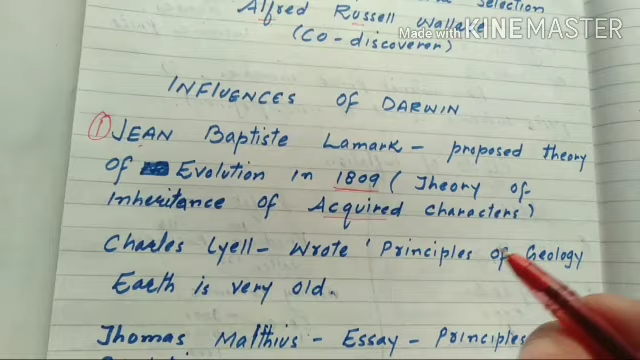 Selection
Alfred Russell Wallace
Made with KINEMASTER
(Co-discoverer)
INFLUENCES OF DARWIN
① JEAN Baptiste Lamark - proposed theory
of Evolution in 1809 (Theory of
Inheritance of Acquired characters)
Charles Lyell - Wrote 'Principles of Geology
Earth is very old.
Thomas Malthius - Essay - Principles